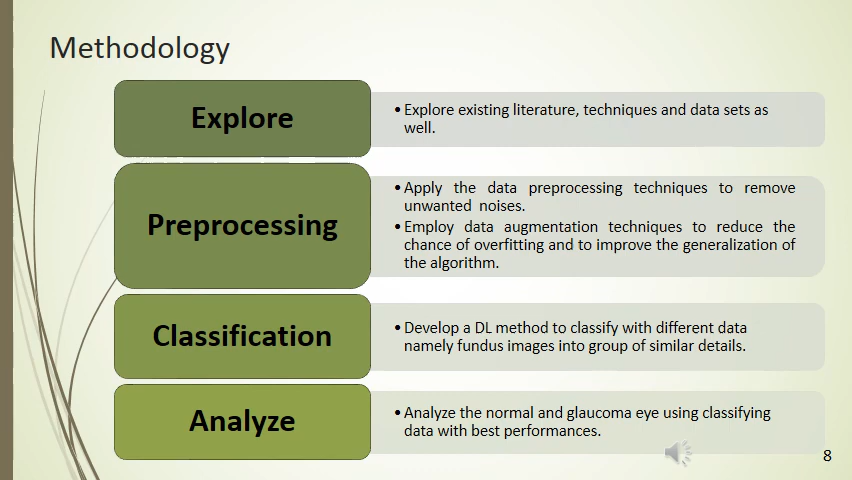 Methodology
Explore
• Explore existing literature, techniques and data sets as
well.
Preprocessing
• Apply the data preprocessing techniques to remove
unwanted noises.
• Employ data augmentation techniques to reduce the
chance of overfitting and to improve the generalization of
the algorithm.
Classification
• Develop a DL method to classify with different data
namely fundus images into group of similar details.
Analyze
• Analyze the normal and glaucoma eye using classifying
data with best performances.
8